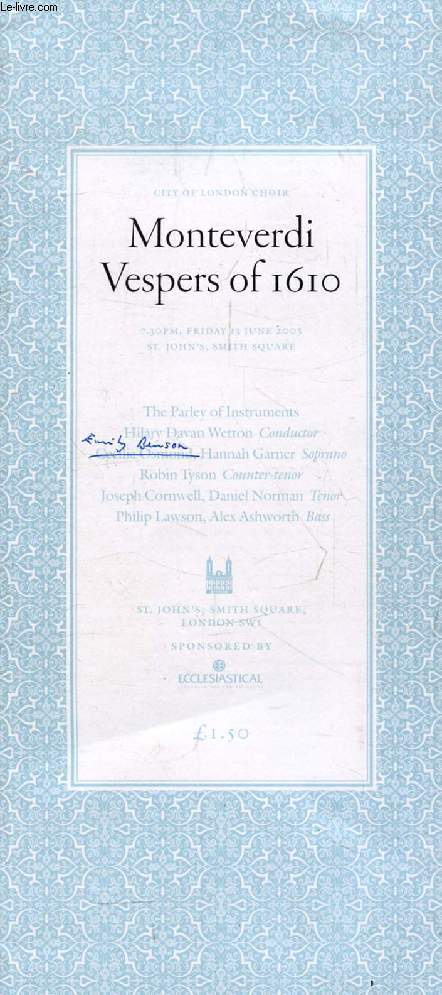 Le-livre.com
CITY OF LONDON CHOIR
Monteverdi
Vespers of 1610
7.30PM, FRIDAY 13 JUNE 2003
ST. JOHN'S, SMITH SQUARE
The Parley of Instruments
Hilary Davan Wetton Conductor
Emily Benson
Hannah Garner Soprano
Robin Tyson Counter-tenor
Joseph Cornwell, Daniel Norman Tenor
Philip Lawson, Alex Ashworth Bass
ST. JOHN'S, SMITH SQUARE,
LONDON SW1
SPONSORED BY
ECCLESIASTICAL
£1.50